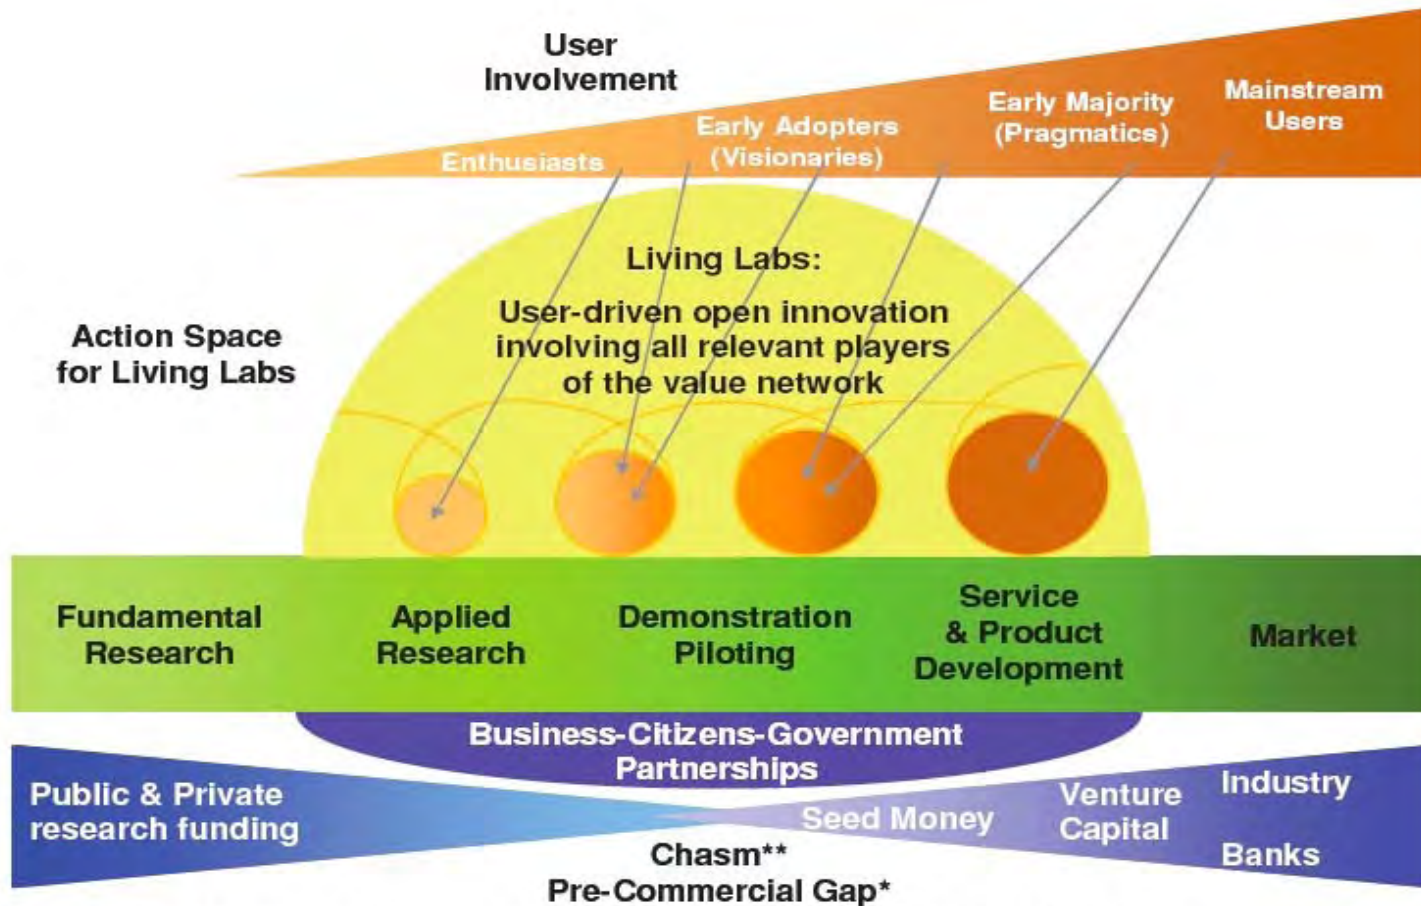 User
Involvement
Enthusiasts
Early Adopters
(Visionaries)
Early Majority
(Pragmatics)
Mainstream
Users
Action Space
for Living Labs
Living Labs:
User-driven open innovation
involving all relevant players
of the value network
Fundamental
Research
Applied
Research
Demonstration
Piloting
Service
& Product
Development
Market
Business-Citizens-Government
Partnerships
Public & Private
research funding
Seed Money
Venture
Capital
Industry
Banks
Chasm**
Pre-Commercial Gap*